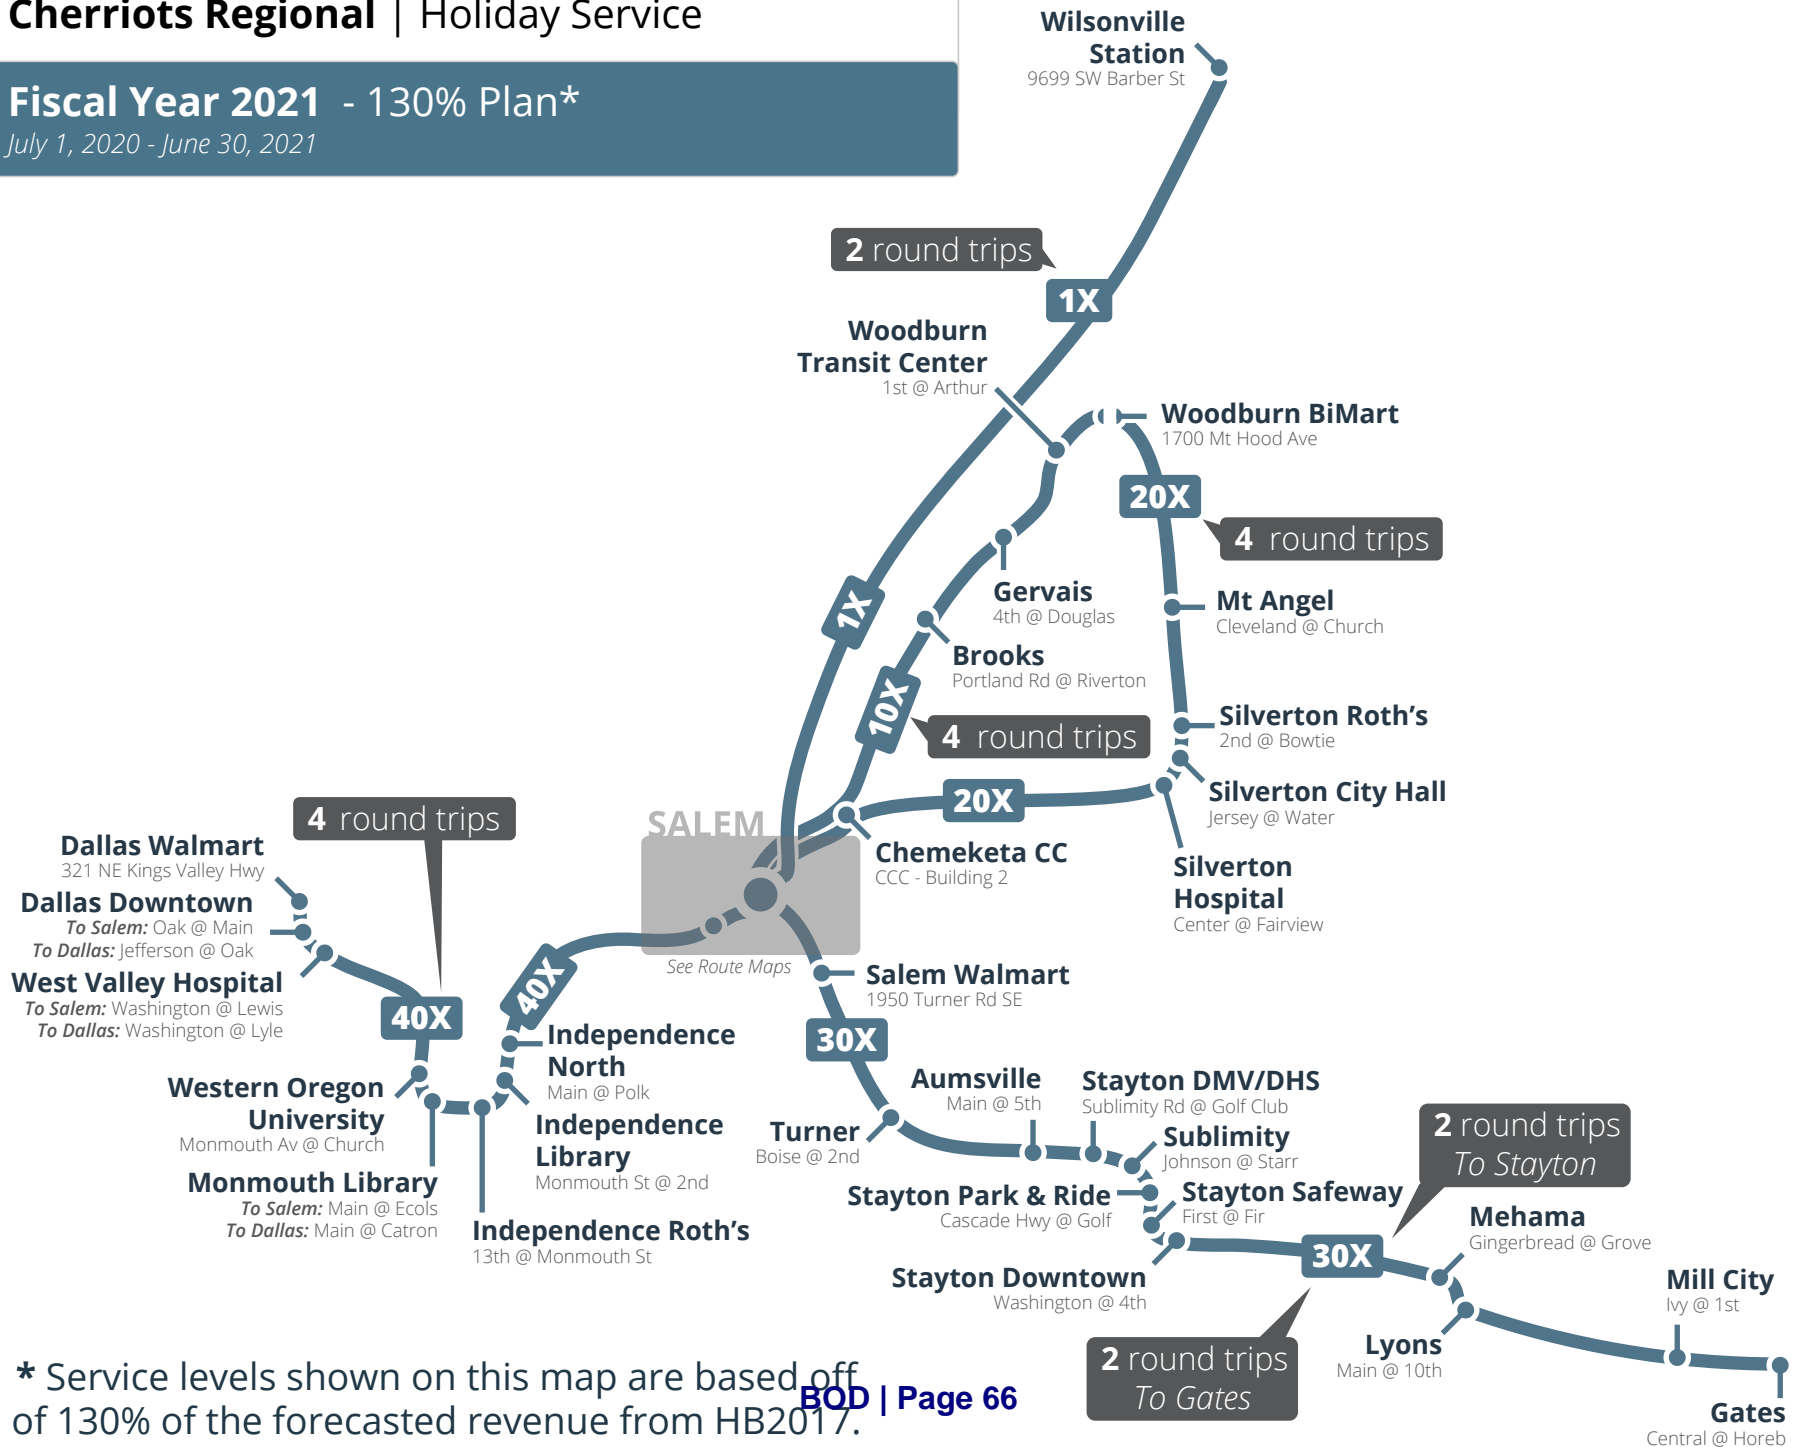 Cherriots Regional | Holiday Service
Fiscal Year 2021 - 130% Plan*
July 1, 2020 - June 30, 2021
Wilsonville
Station
9699 SW Barber St
2 round trips
1X
Woodburn
Transit Center
1st @ Arthur
Woodburn BiMart
1700 Mt Hood Ave
20X
4 round trips
Gervais
4th @ Douglas
Mt Angel
Cleveland @ Church
1X
Brooks
Portland Rd @ Riverton
10X
4 round trips
Silverton Roth’s
2nd @ Bowtie
Silverton City Hall
Jersey @ Water
20X
Silverton
Hospital
Center @ Fairview
Chemeketa CC
CCC - Building 2
SALEM
See Route Maps
4 round trips
Dallas Walmart
321 NE Kings Valley Hwy
Dallas Downtown
To Salem: Oak @ Main
To Dallas: Jefferson @ Oak
West Valley Hospital
To Salem: Washington @ Lewis
To Dallas: Washington @ Lyle
40X
40X
Independence
North
Main @ Polk
Western Oregon
University
Monmouth Av @ Church
Independence
Library
Monmouth St @ 2nd
Monmouth Library
To Salem: Main @ Ecols
To Dallas: Main @ Catron
Independence Roth’s
13th @ Monmouth St
Salem Walmart
1950 Turner Rd SE
30X
Turner
Boise @ 2nd
Aumsville
Main @ 5th
Stayton DMV/DHS
Sublimity Rd @ Golf Club
Sublimity
Johnson @ Starr
Stayton Park & Ride
Cascade Hwy @ Golf
Stayton Safeway
First @ Fir
Stayton Downtown
Washington @ 4th
2 round trips
To Stayton
30X
2 round trips
To Gates
Mehama
Gingerbread @ Grove
Lyons
Main @ 10th
Mill City
Ivy @ 1st
Gates
Central @ Horeb
* Service levels shown on this map are based off
of 130% of the forecasted revenue from HB2017.
BOD | Page 66